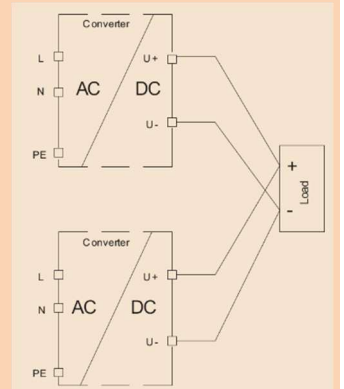 Converter
L
U+
N
AC
DC
U-
PE
+
-
Load
Converter
L
U+
N
AC
DC
U-
PE